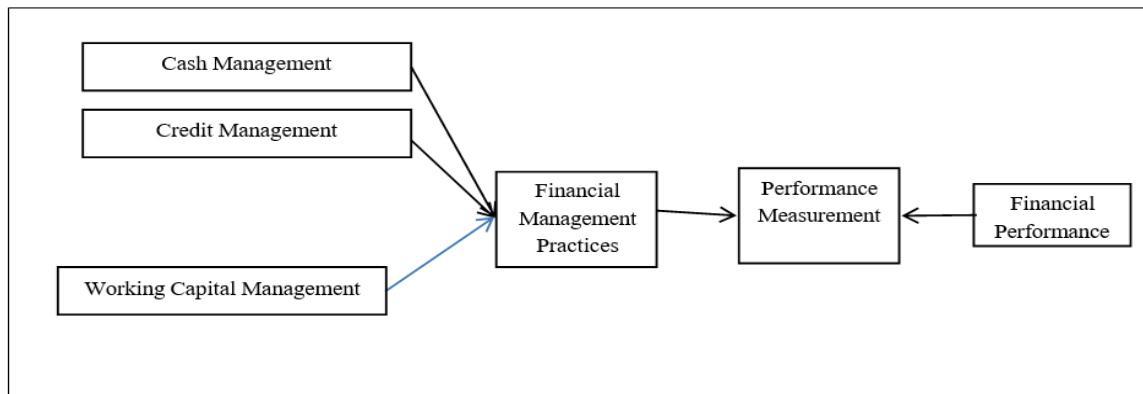 Cash Management
Credit Management
Working Capital Management
Financial
Management
Practices
Performance
Measurement
Financial
Performance